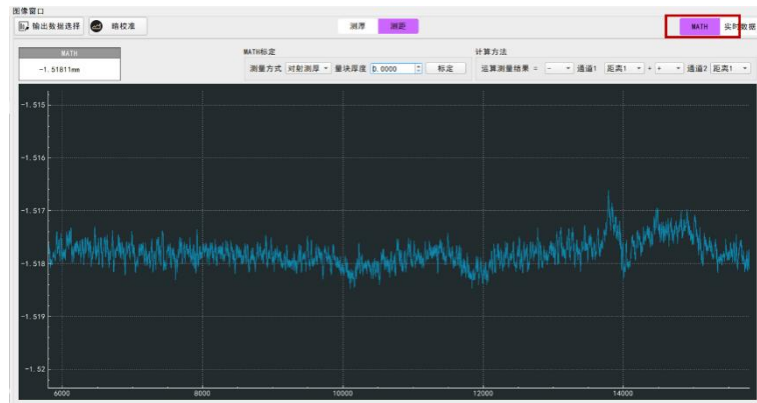 图像窗口
输出数据选择 暗校准 测厚 测距 MATH 实时数据
MATH MATH标定 计算方法
-1.51811mm 测量方式 对射测厚 量块厚度 0.0000 标定 运算测量结果 = - 通道1 距离1 + + 通道2 距离1
-1.515
-1.516
-1.517
-1.518
-1.519
-1.52
6000 8000 10000 12000 14000